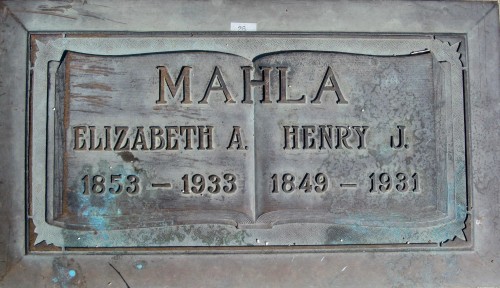 MAHLA
ELIZABETH A. HENRY J.
1853 – 1933 1849 – 1931